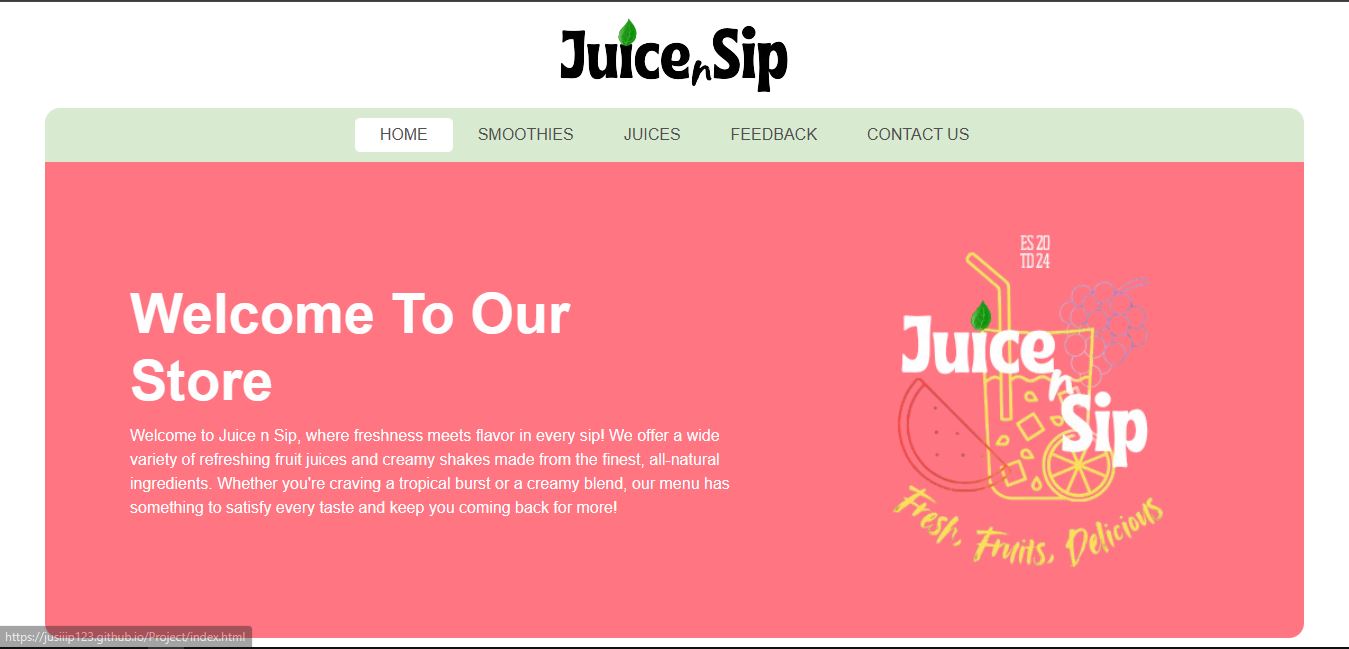 Juice n Sip
HOME SMOOTHIES JUICES FEEDBACK CONTACT US
Welcome To Our
Store
Welcome to Juice n Sip, where freshness meets flavor in every sip! We offer a wide
variety of refreshing fruit juices and creamy shakes made from the finest, all-natural
ingredients. Whether you're craving a tropical burst or a creamy blend, our menu has
something to satisfy every taste and keep you coming back for more!
ES 20
TD 24
Juice
n
Sip
Fresh, Fruits, Delicious
https://jusiiip123.github.io/Project/index.html